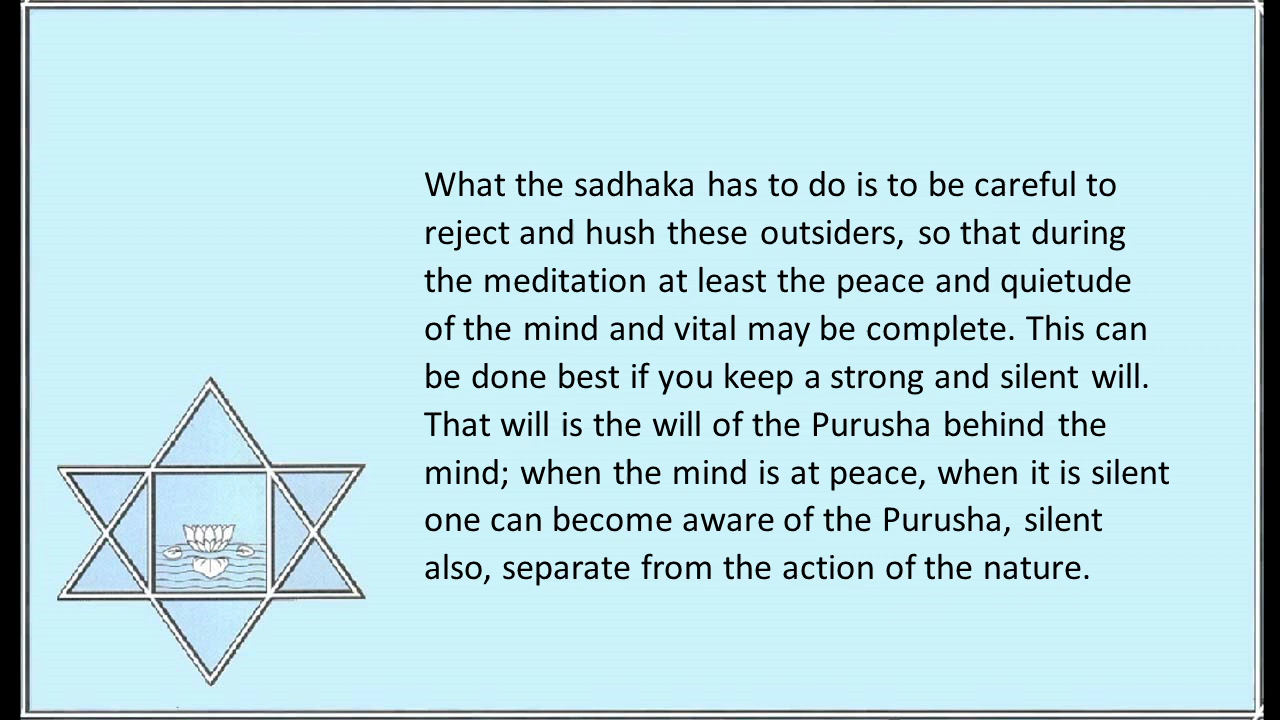 What the sadhaka has to do is to be careful to
reject and hush these outsiders, so that during
the meditation at least the peace and quietude
of the mind and vital may be complete. This can
be done best if you keep a strong and silent will.
That will is the will of the Purusha behind the
mind; when the mind is at peace, when it is silent
one can become aware of the Purusha, silent
also, separate from the action of the nature.